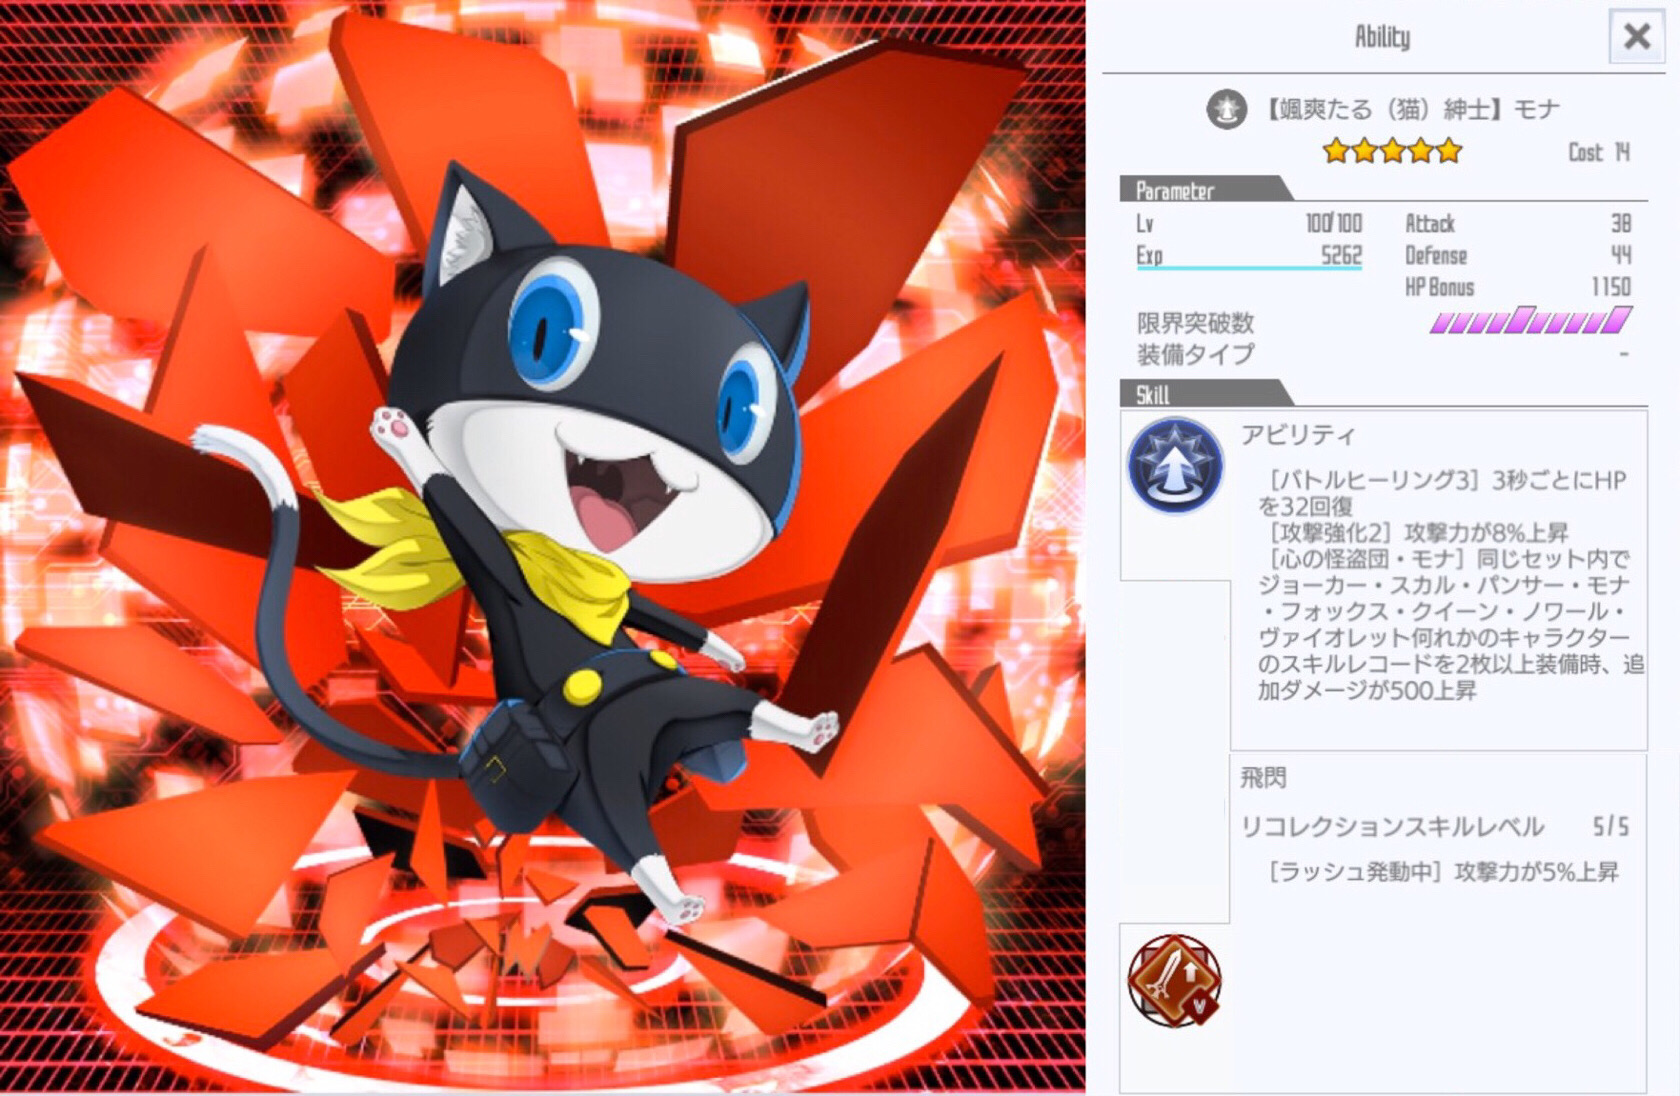 Ability
【颯爽たる（猫）紳士】モナ
Cost 14
Parameter
Lv 100/100
Attack 38
Exp 5262
Defense 44
HP Bonus 1150
限界突破数
装備タイプ -
Skill
アビリティ
［バトルヒーリング3］3秒ごとにHP
を32回復
［攻撃強化2］攻撃力が8%上昇
［心の怪盗団・モナ］同じセット内で
ジョーカー・スカル・パンサー・モナ
・フォックス・クイーン・ノワール・
ヴァイオレット何れかのキャラクター
のスキルレコードを2枚以上装備時、追
加ダメージが500上昇
飛閃
リコレクションスキルレベル 5/5
［ラッシュ発動中］攻撃力が5%上昇
V